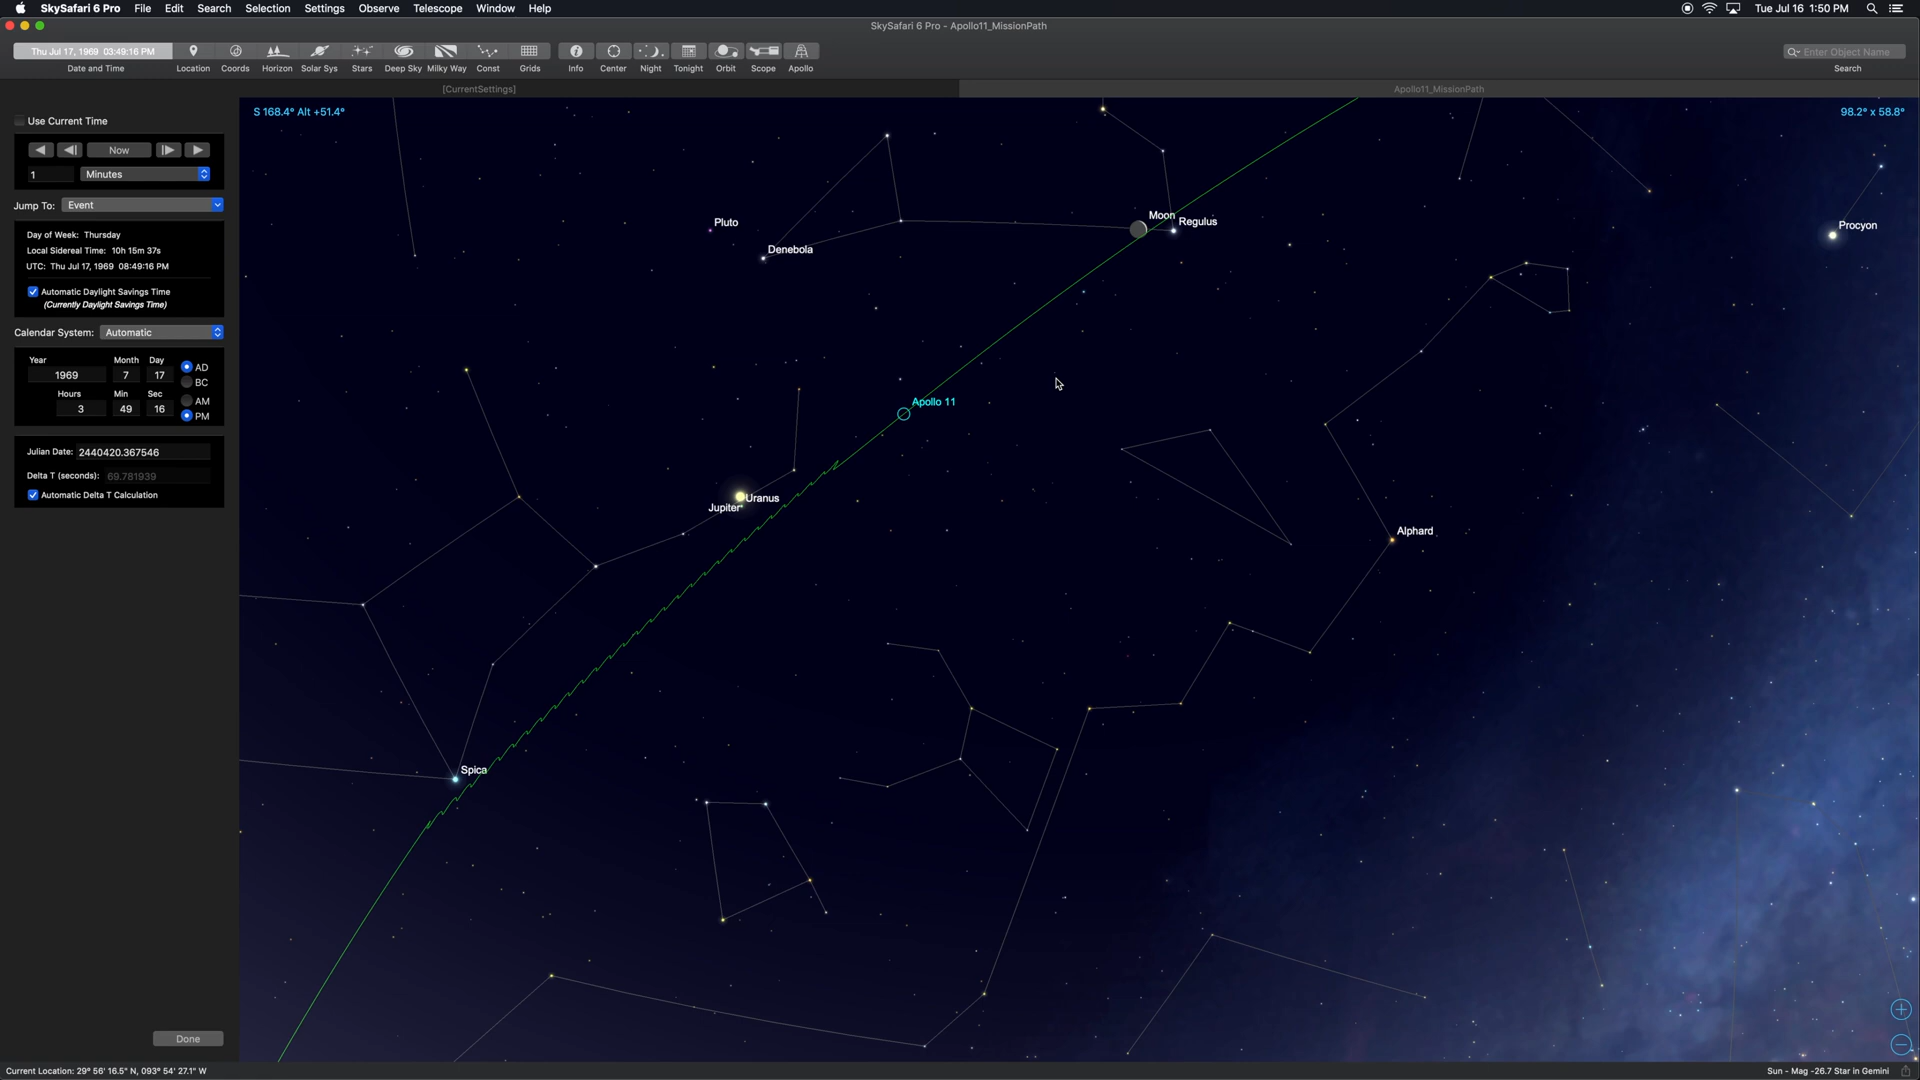 SkySafari 6 Pro File Edit Search Selection Settings Observe Telescope Window Help Tue Jul 16 1:50 PM
SkySafari 6 Pro - Apollo11_MissionPath
Thu Jul 17, 1969 03:49:16 PM Enter Object Name
Date and Time Location Coords Horizon Solar Sys Stars Deep Sky Milky Way Const Grids Info Center Night Tonight Orbit Scope Apollo Search
[CurrentSettings] Apollo11_MissionPath
S 168.4° Alt +51.4° 98.2° x 58.8°
Use Current Time
Now
1 Minutes
Jump To: Event
Day of Week: Thursday
Local Sidereal Time: 10h 15m 37s
UTC: Thu Jul 17, 1969 08:49:16 PM
Automatic Daylight Savings Time
(Currently Daylight Savings Time)
Calendar System: Automatic
Year Month Day
1969 7 17 AD
BC
Hours Min Sec
3 49 16 AM
PM
Julian Date: 2440420.367546
Delta T (seconds): 69.781939
Automatic Delta T Calculation
Done
Moon
Regulus
Pluto
Procyon
Denebola
Apollo 11
Uranus
Jupiter
Alphard
Spica
Current Location: 29° 56' 16.5" N, 093° 54' 27.1" W Sun - Mag -26.7 Star in Gemini